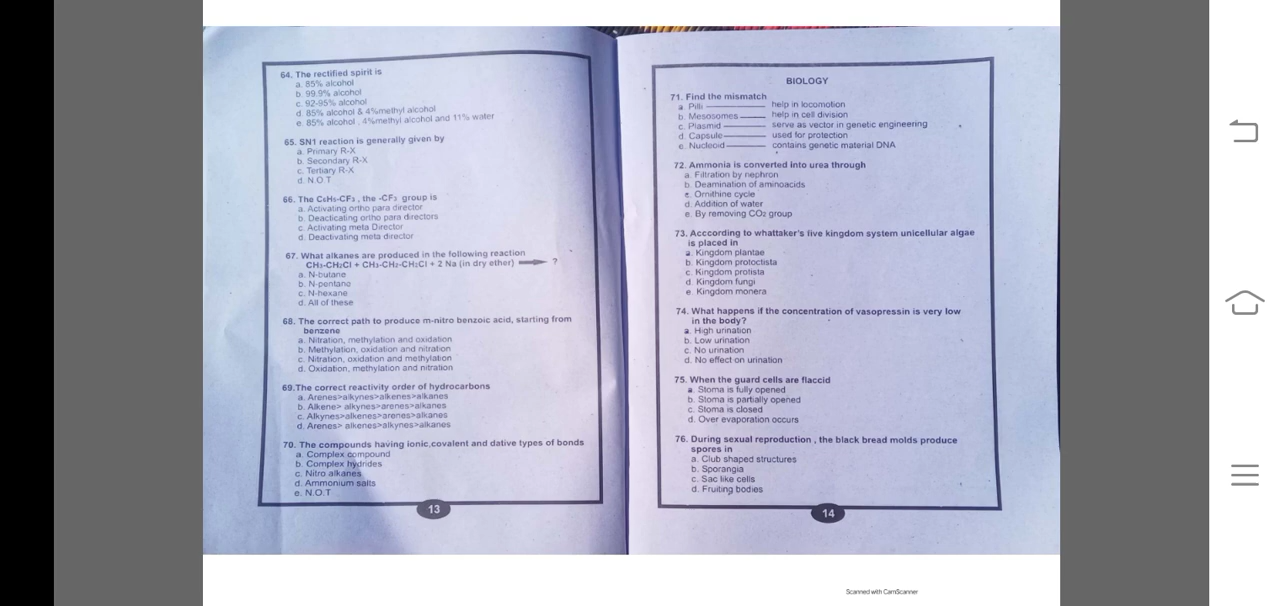 64. The rectified spirit is
a. 85% alcohol
b. 99.9% alcohol
c. 92-95% alcohol
d. 85% alcohol & 4%methyl alcohol
e. 85% alcohol , 4%methyl alcohol and 11% water
65. SN1 reaction is generally given by
a. Primary R-X
b. Secondary R-X
c. Tertiary R-X
d. N.O.T
66. The C₆H₅-CF₃ , the -CF₃ group is
a. Activating ortho para director
b. Deacticating ortho para directors
c. Activating meta Director
d. Deactivating meta director
67. What alkanes are produced in the following reaction
CH₃-CH₂Cl + CH₃-CH₂-CH₂Cl + 2 Na (in dry ether) ⟶ ?
a. N-butane
b. N-pentane
c. N-hexane
d. All of these
68. The correct path to produce m-nitro benzoic acid, starting from
benzene
a. Nitration, methylation and oxidation
b. Methylation, oxidation and nitration
c. Nitration, oxidation and methylation
d. Oxidation, methylation and nitration
69.The correct reactivity order of hydrocarbons
a. Arenes>alkynes>alkenes>alkanes
b. Alkene> alkynes>arenes>alkanes
c. Alkynes>alkenes>arenes>alkanes
d. Arenes> alkenes>alkynes>alkanes
70. The compounds having ionic,covalent and dative types of bonds
a. Complex compound
b. Complex hydrides
c. Nitro alkanes
d. Ammonium salts
e. N.O.T
13
BIOLOGY
71. Find the mismatch
a. Pilli ———— help in locomotion
b. Mesosomes ———— help in cell division
c. Plasmid ———— serve as vector in genetic engineering
d. Capsule ———— used for protection
e. Nucleoid ———— contains genetic material DNA
72. Ammonia is converted into urea through
a. Filtration by nephron
b. Deamination of aminoacids
c. Ornithine cycle
d. Addition of water
e. By removing CO₂ group
73. Acccording to whattaker's five kingdom system unicellular algae
is placed in
a. Kingdom plantae
b. Kingdom protoctista
c. Kingdom protista
d. Kingdom fungi
e. Kingdom monera
74. What happens if the concentration of vasopressin is very low
in the body?
a. High urination
b. Low urination
c. No urination
d. No effect on urination
75. When the guard cells are flaccid
a. Stoma is fully opened
b. Stoma is partially opened
c. Stoma is closed
d. Over evaporation occurs
76. During sexual reproduction , the black bread molds produce
spores in
a. Club shaped structures
b. Sporangia
c. Sac like cells
d. Fruiting bodies
14
Scanned with CamScanner